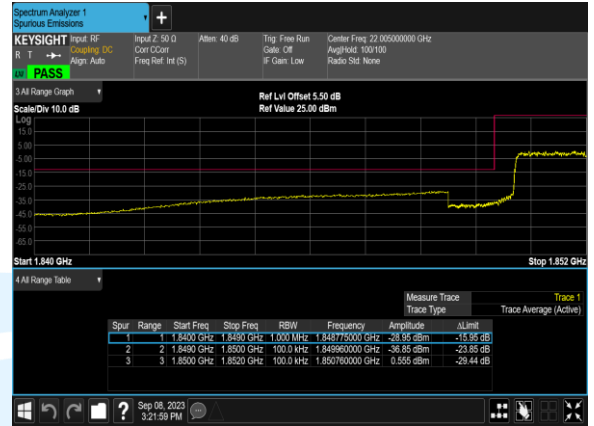 Spectrum Analyzer 1
Spurious Emissions
KEYSIGHT Input: RF Input Z: 50 Ω Atten: 40 dB Trig: Free Run Center Freq: 22.005000000 GHz
R T Coupling: DC Corr CCorr Gate: Off Avg|Hold: 100/100
Align: Auto Freq Ref: Int (S) IF Gain: Low Radio Std: None
PASS
3 All Range Graph
Ref Lvl Offset 5.50 dB
Scale/Div 10.0 dB Ref Value 25.00 dBm
Log
15.0
5.00
-5.00
-15.0
-25.0
-35.0
-45.0
-55.0
-65.0
Start 1.840 GHz Stop 1.852 GHz
4 All Range Table
Measure Trace Trace 1
Trace Type Trace Average (Active)
Spur Range Start Freq Stop Freq RBW Frequency Amplitude ΔLimit
1 1 1.8400 GHz 1.8490 GHz 1.000 MHz 1.848775000 GHz -28.95 dBm -15.95 dB
2 2 1.8490 GHz 1.8500 GHz 100.0 kHz 1.849960000 GHz -36.85 dBm -23.85 dB
3 3 1.8500 GHz 1.8520 GHz 100.0 kHz 1.850760000 GHz 0.555 dBm -29.44 dB
Sep 08, 2023
3:21:59 PM